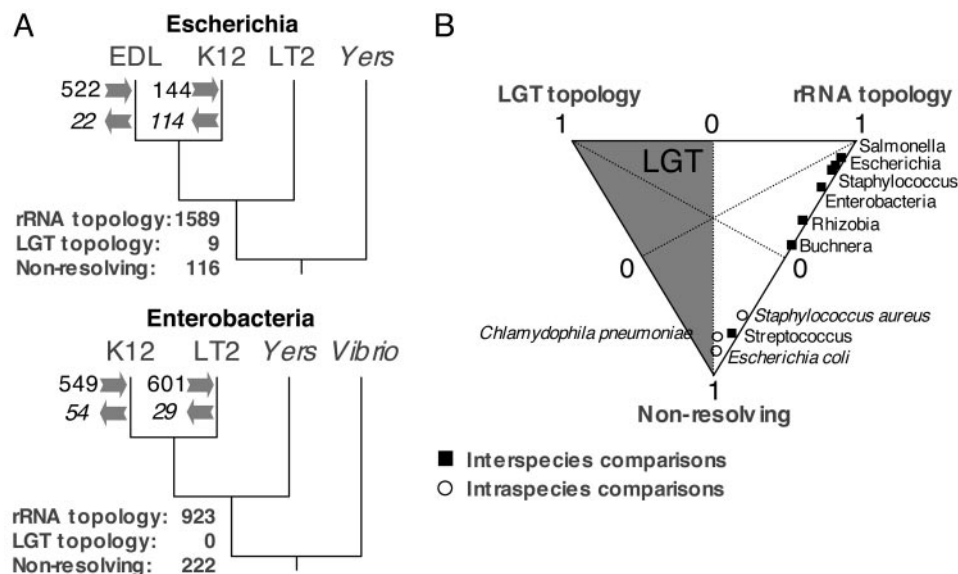 A
Escherichia
EDL K12 LT2 Yers
522 144
22 114
rRNA topology: 1589
LGT topology: 9
Non-resolving: 116
Enterobacteria
K12 LT2 Yers Vibrio
549 601
54 29
rRNA topology: 923
LGT topology: 0
Non-resolving: 222
B
LGT topology rRNA topology
1 0 1
LGT
Salmonella
Escherichia
Staphylococcus
Enterobacteria
Rhizobia
Buchnera
0 0
Staphylococcus aureus
Chlamydophila pneumoniae Streptococcus
Escherichia coli
1
Non-resolving
Interspecies comparisons
Intraspecies comparisons